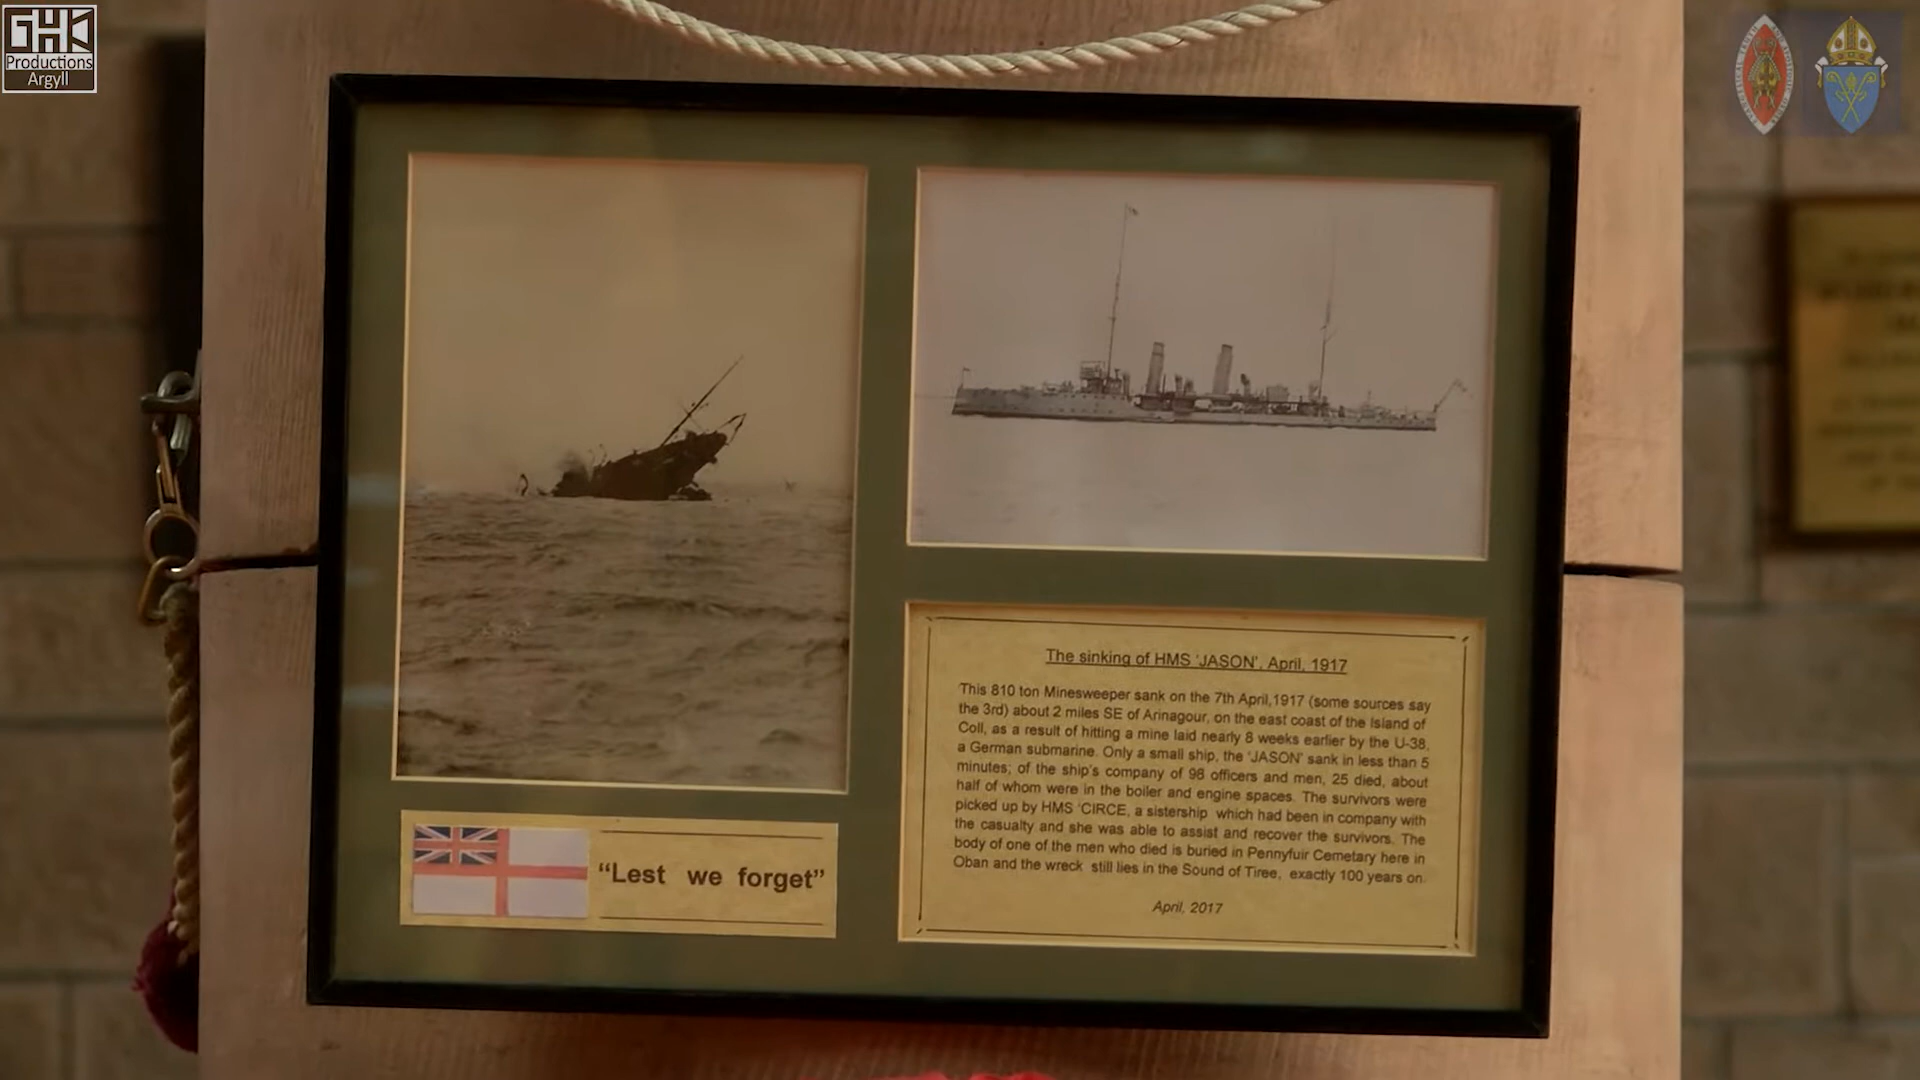 GHK
Productions
Argyll
The sinking of HMS 'JASON', April, 1917
This 810 ton Minesweeper sank on the 7th April,1917 (some sources say
the 3rd) about 2 miles SE of Arinagour, on the east coast of the Island of
Coll, as a result of hitting a mine laid nearly 8 weeks earlier by the U-38,
a German submarine. Only a small ship, the 'JASON' sank in less than 5
minutes; of the ship's company of 98 officers and men, 25 died, about
half of whom were in the boiler and engine spaces. The survivors were
picked up by HMS 'CIRCE, a sistership which had been in company with
the casualty and she was able to assist and recover the survivors. The
body of one of the men who died is buried in Pennyfuir Cemetary here in
Oban and the wreck still lies in the Sound of Tiree, exactly 100 years on.
April, 2017
“Lest we forget”